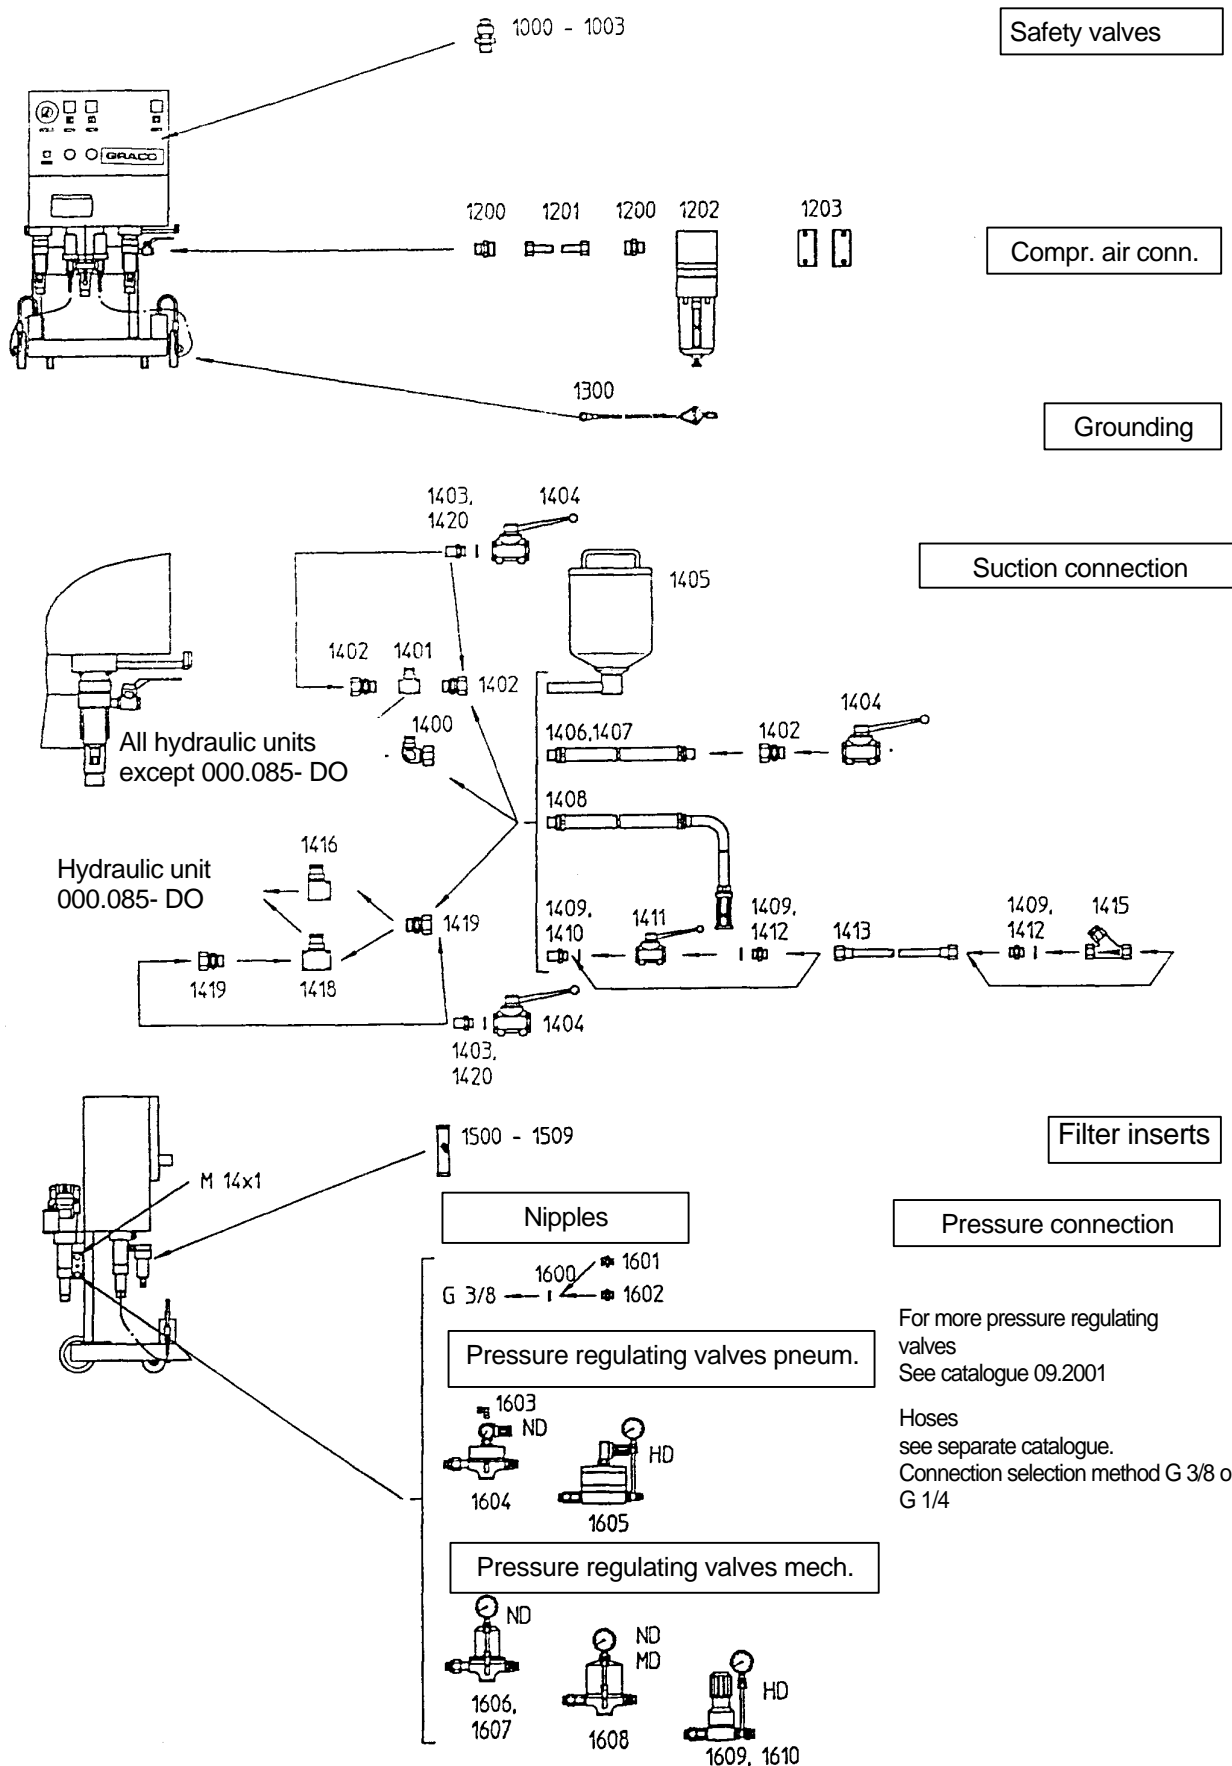 1000 - 1003
Safety valves
GRACO
1200
1201
1200
1202
1203
Compr. air conn.
1300
Grounding
1403,
1420
1404
1405
Suction connection
1402
1401
1402
1400
1406,1407
1402
1404
All hydraulic units
except 000.085- DO
1408
1416
Hydraulic unit
000.085- DO
1419
1409,
1410
1411
1409,
1412
1413
1409,
1412
1415
1419
1418
1404
1403,
1420
1500 - 1509
Filter inserts
M 14x1
Nipples
Pressure connection
1601
1600
G 3/8
1602
For more pressure regulating
valves
See catalogue 09.2001
Pressure regulating valves pneum.
Hoses
see separate catalogue.
Connection selection method G 3/8 o
G 1/4
1603
ND
HD
1604
1605
Pressure regulating valves mech.
ND
ND
MD
HD
1606,
1607
1608
1609, 1610